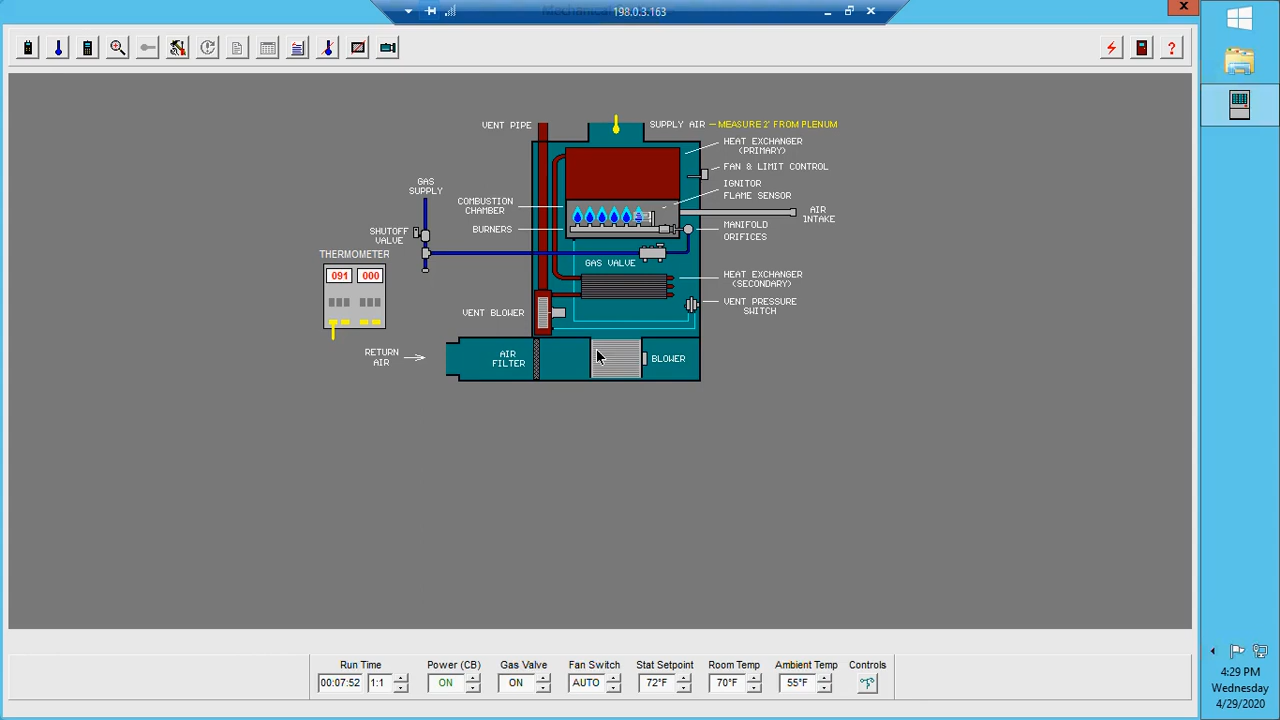 198.0.3.163
VENT PIPE
SUPPLY AIR — MEASURE 2' FROM PLENUM
HEAT EXCHANGER
(PRIMARY)
FAN & LIMIT CONTROL
GAS
SUPPLY
IGNITOR
FLAME SENSOR
COMBUSTION
CHAMBER
AIR
INTAKE
BURNERS
MANIFOLD
ORIFICES
SHUTOFF
VALVE
THERMOMETER
091 000
GAS VALVE
HEAT EXCHANGER
(SECONDARY)
VENT BLOWER
VENT PRESSURE
SWITCH
RETURN
AIR
AIR
FILTER
BLOWER
Run Time Power (CB) Gas Valve Fan Switch Stat Setpoint Room Temp Ambient Temp Controls
00:07:52 1:1 ON ON AUTO 72°F 70°F 55°F
4:29 PM
Wednesday
4/29/2020